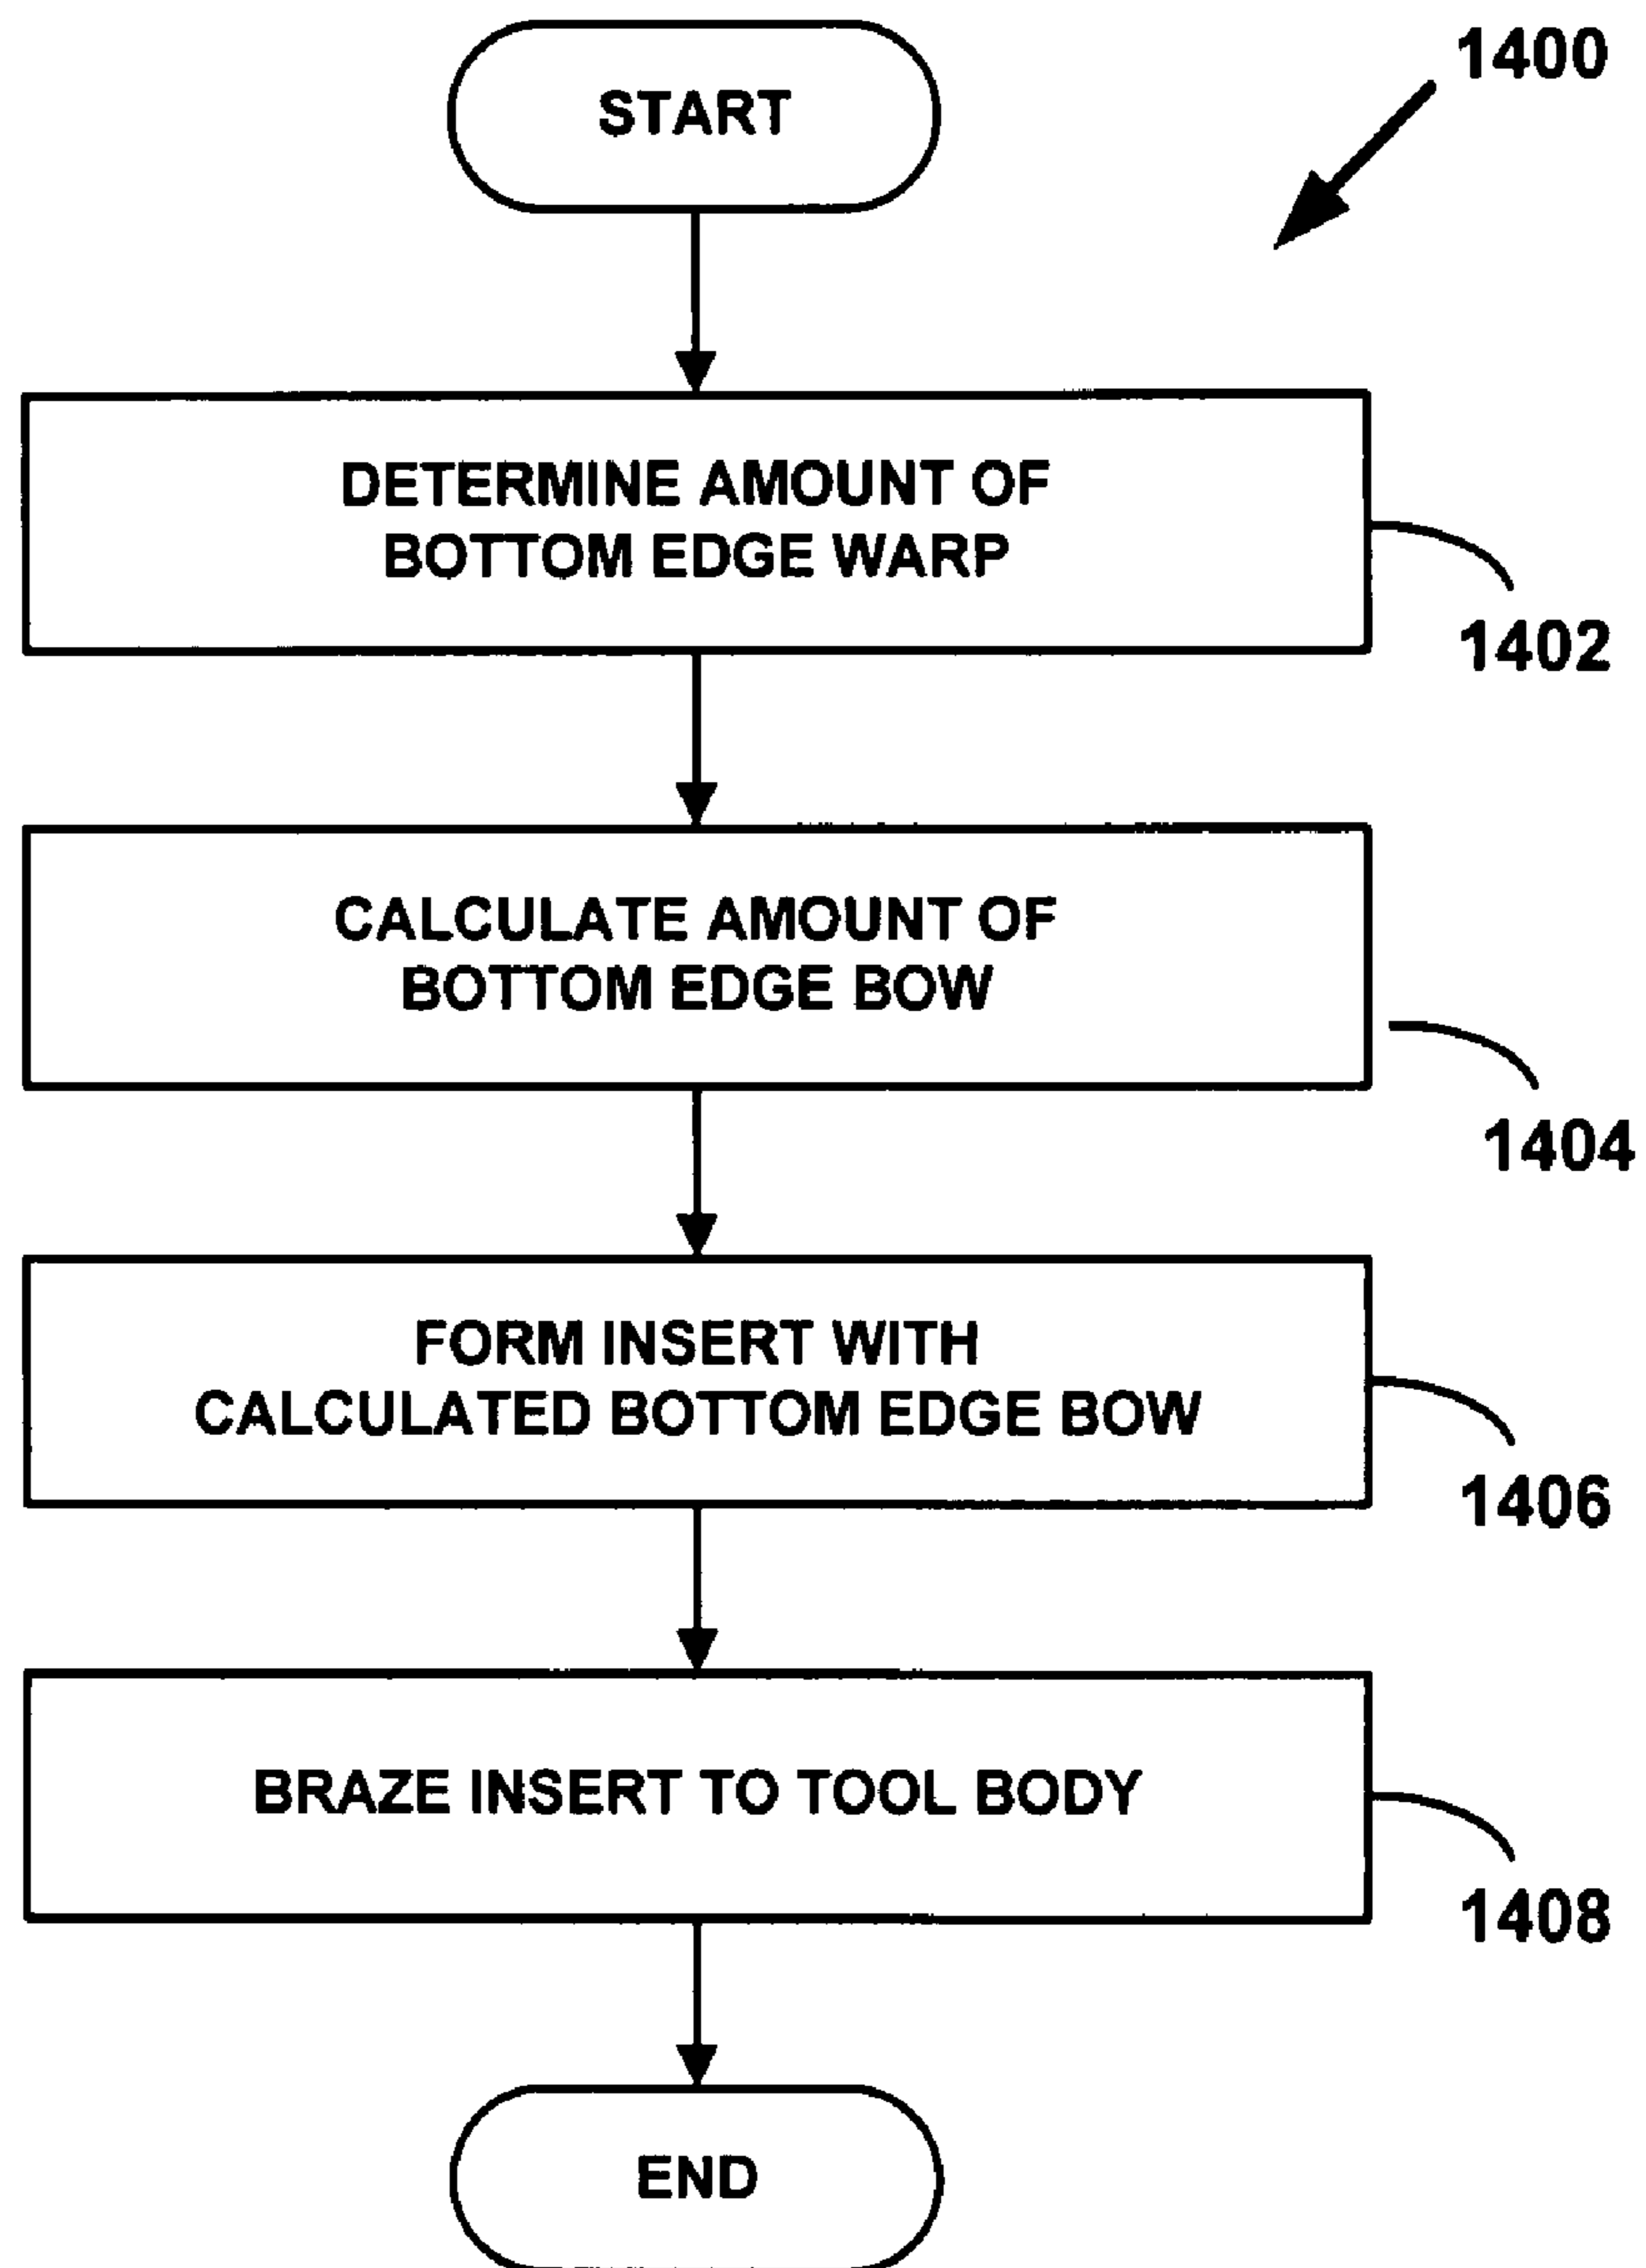 1400
START
DETERMINE AMOUNT OF
BOTTOM EDGE WARP
1402
CALCULATE AMOUNT OF
BOTTOM EDGE BOW
1404
FORM INSERT WITH
CALCULATED BOTTOM EDGE BOW
1406
BRAZE INSERT TO TOOL BODY
1408
END